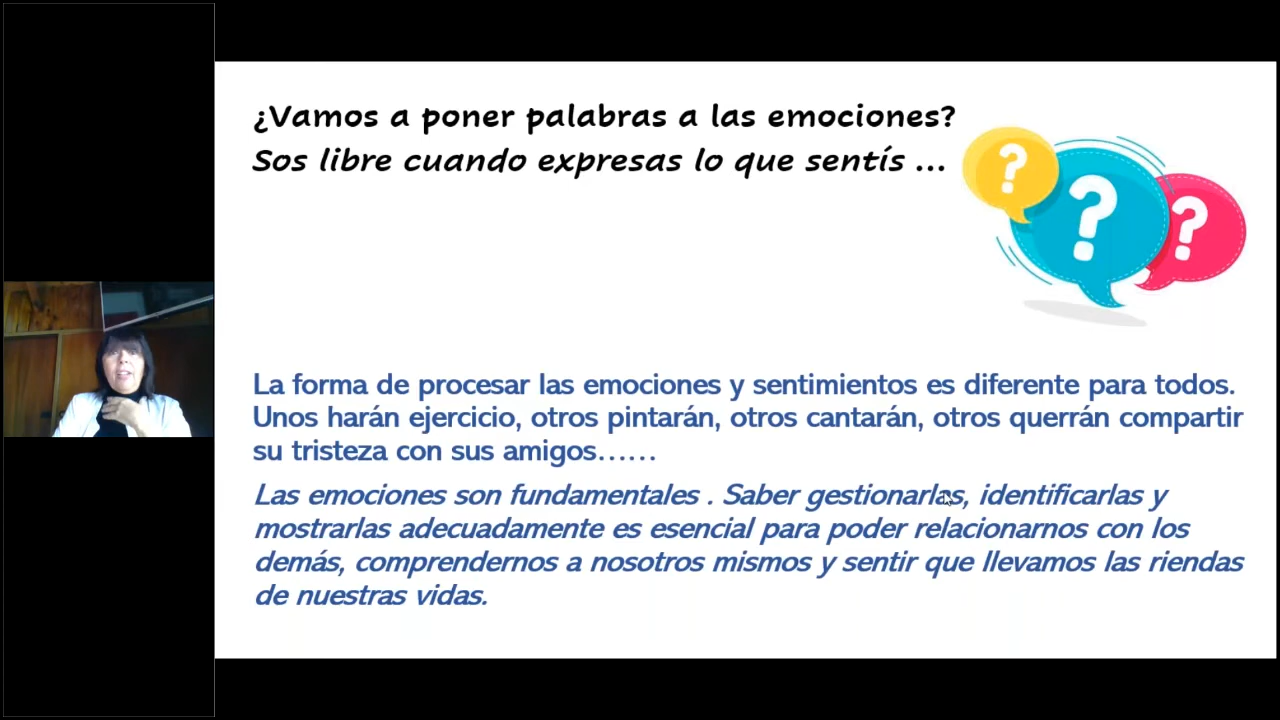 ¿Vamos a poner palabras a las emociones?
Sos libre cuando expresas lo que sentís ...
? ? ?
La forma de procesar las emociones y sentimientos es diferente para todos.
Unos harán ejercicio, otros pintarán, otros cantarán, otros querrán compartir
su tristeza con sus amigos……
Las emociones son fundamentales . Saber gestionarlas, identificarlas y
mostrarlas adecuadamente es esencial para poder relacionarnos con los
demás, comprendernos a nosotros mismos y sentir que llevamos las riendas
de nuestras vidas.